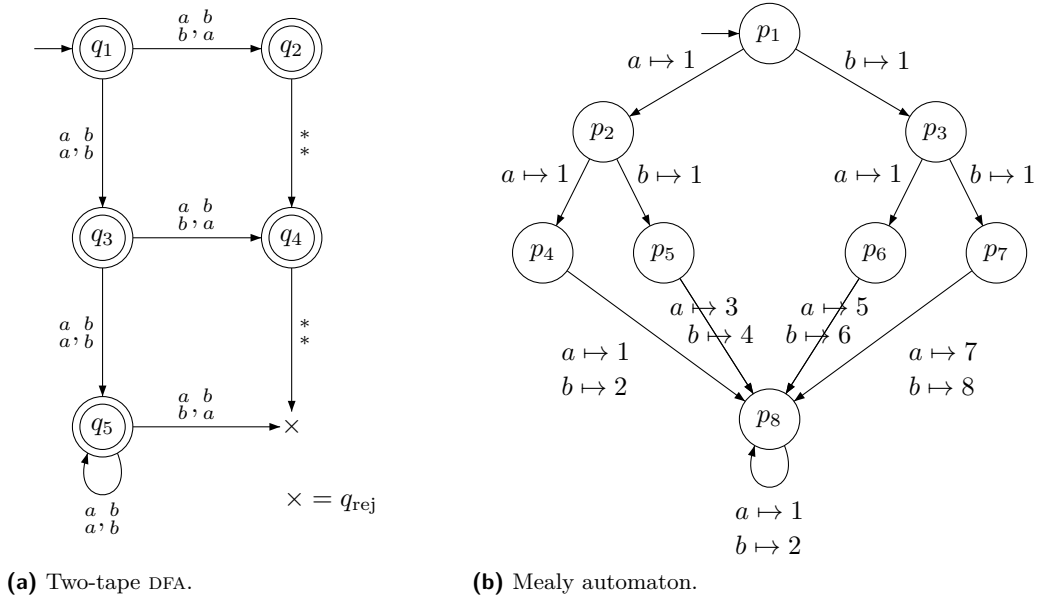 q1
a b
b, a
q2
a b
a, b
*
*
q3
a b
b, a
q4
a b
a, b
*
*
q5
a b
b, a
×
a b
a, b
× = qrej
(a) Two-tape DFA.
p1
a ↦ 1
b ↦ 1
p2
p3
a ↦ 1
b ↦ 1
a ↦ 1
b ↦ 1
p4
p5
p6
p7
a ↦ 3
b ↦ 4
a ↦ 5
b ↦ 6
a ↦ 1
b ↦ 2
a ↦ 7
b ↦ 8
p8
a ↦ 1
b ↦ 2
(b) Mealy automaton.